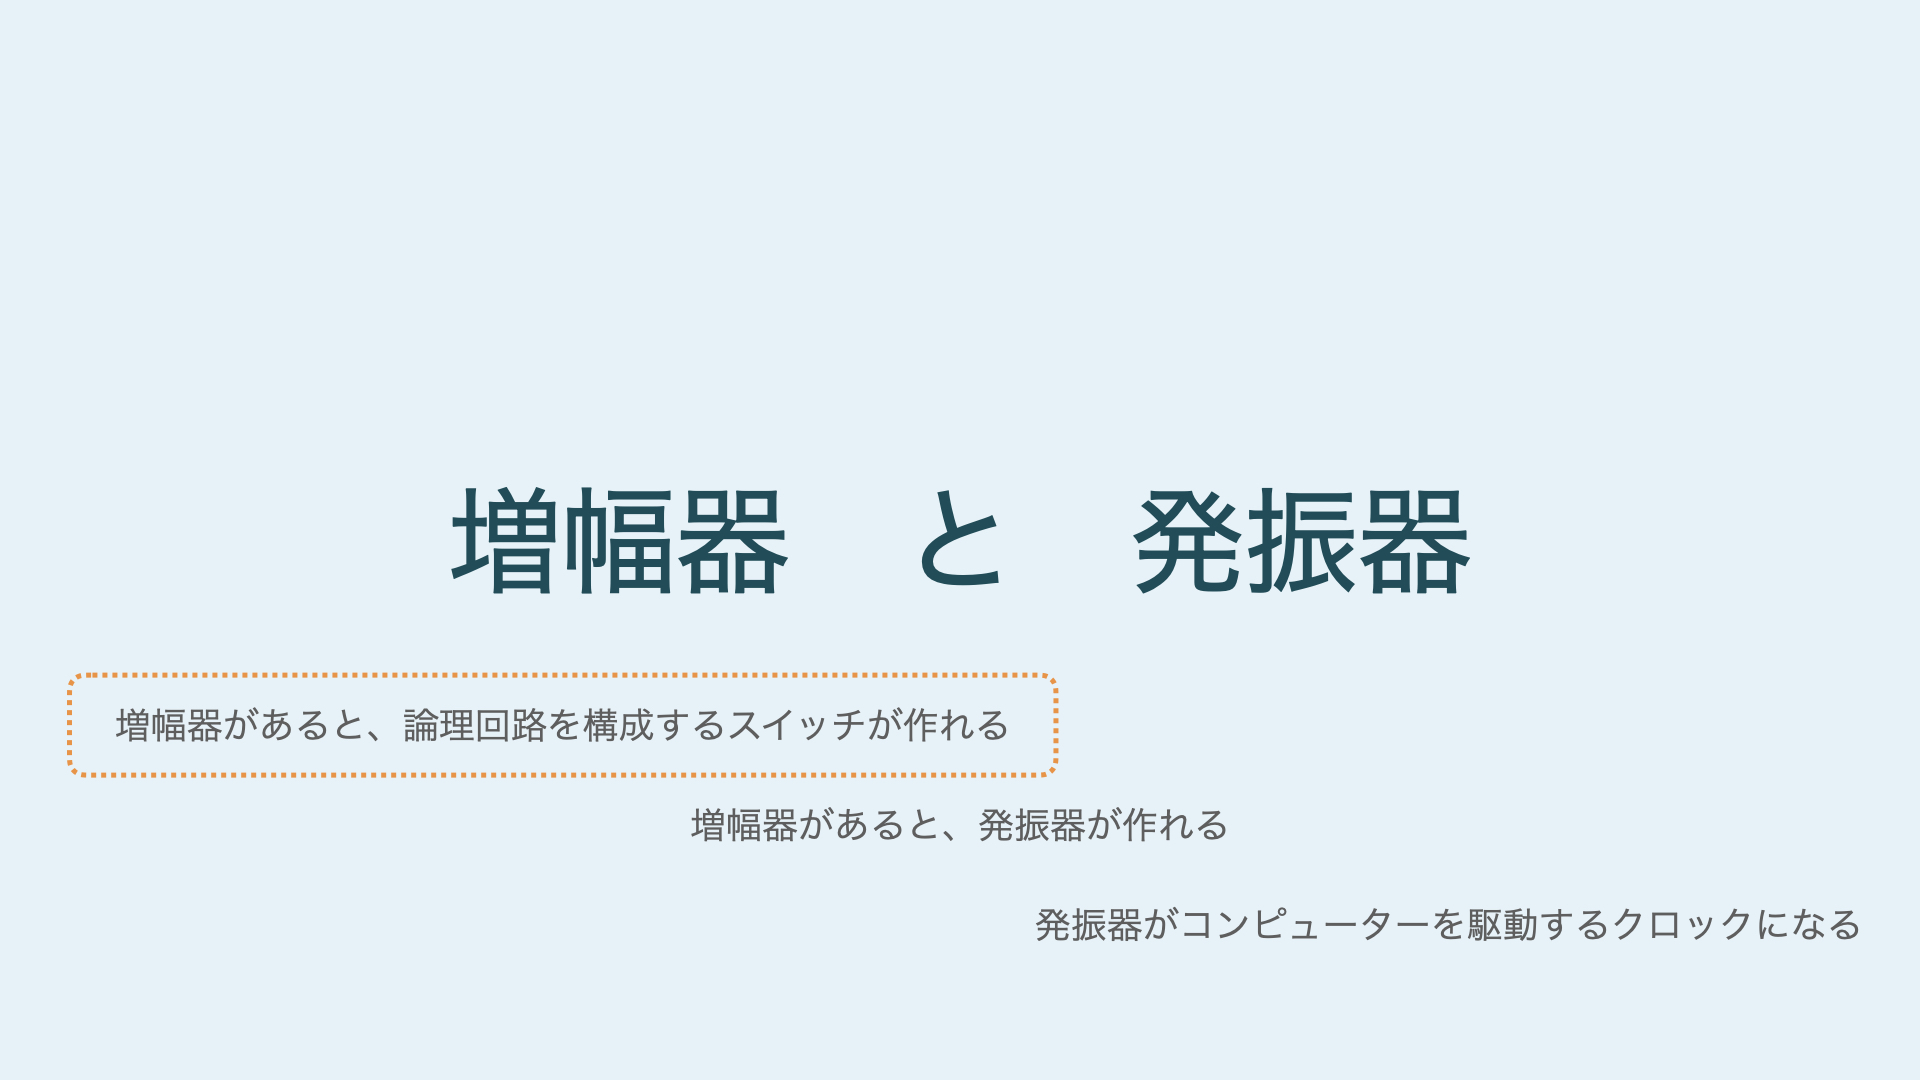 増幅器　と　発振器
増幅器があると、論理回路を構成するスイッチが作れる
増幅器があると、発振器が作れる
発振器がコンピューターを駆動するクロックになる